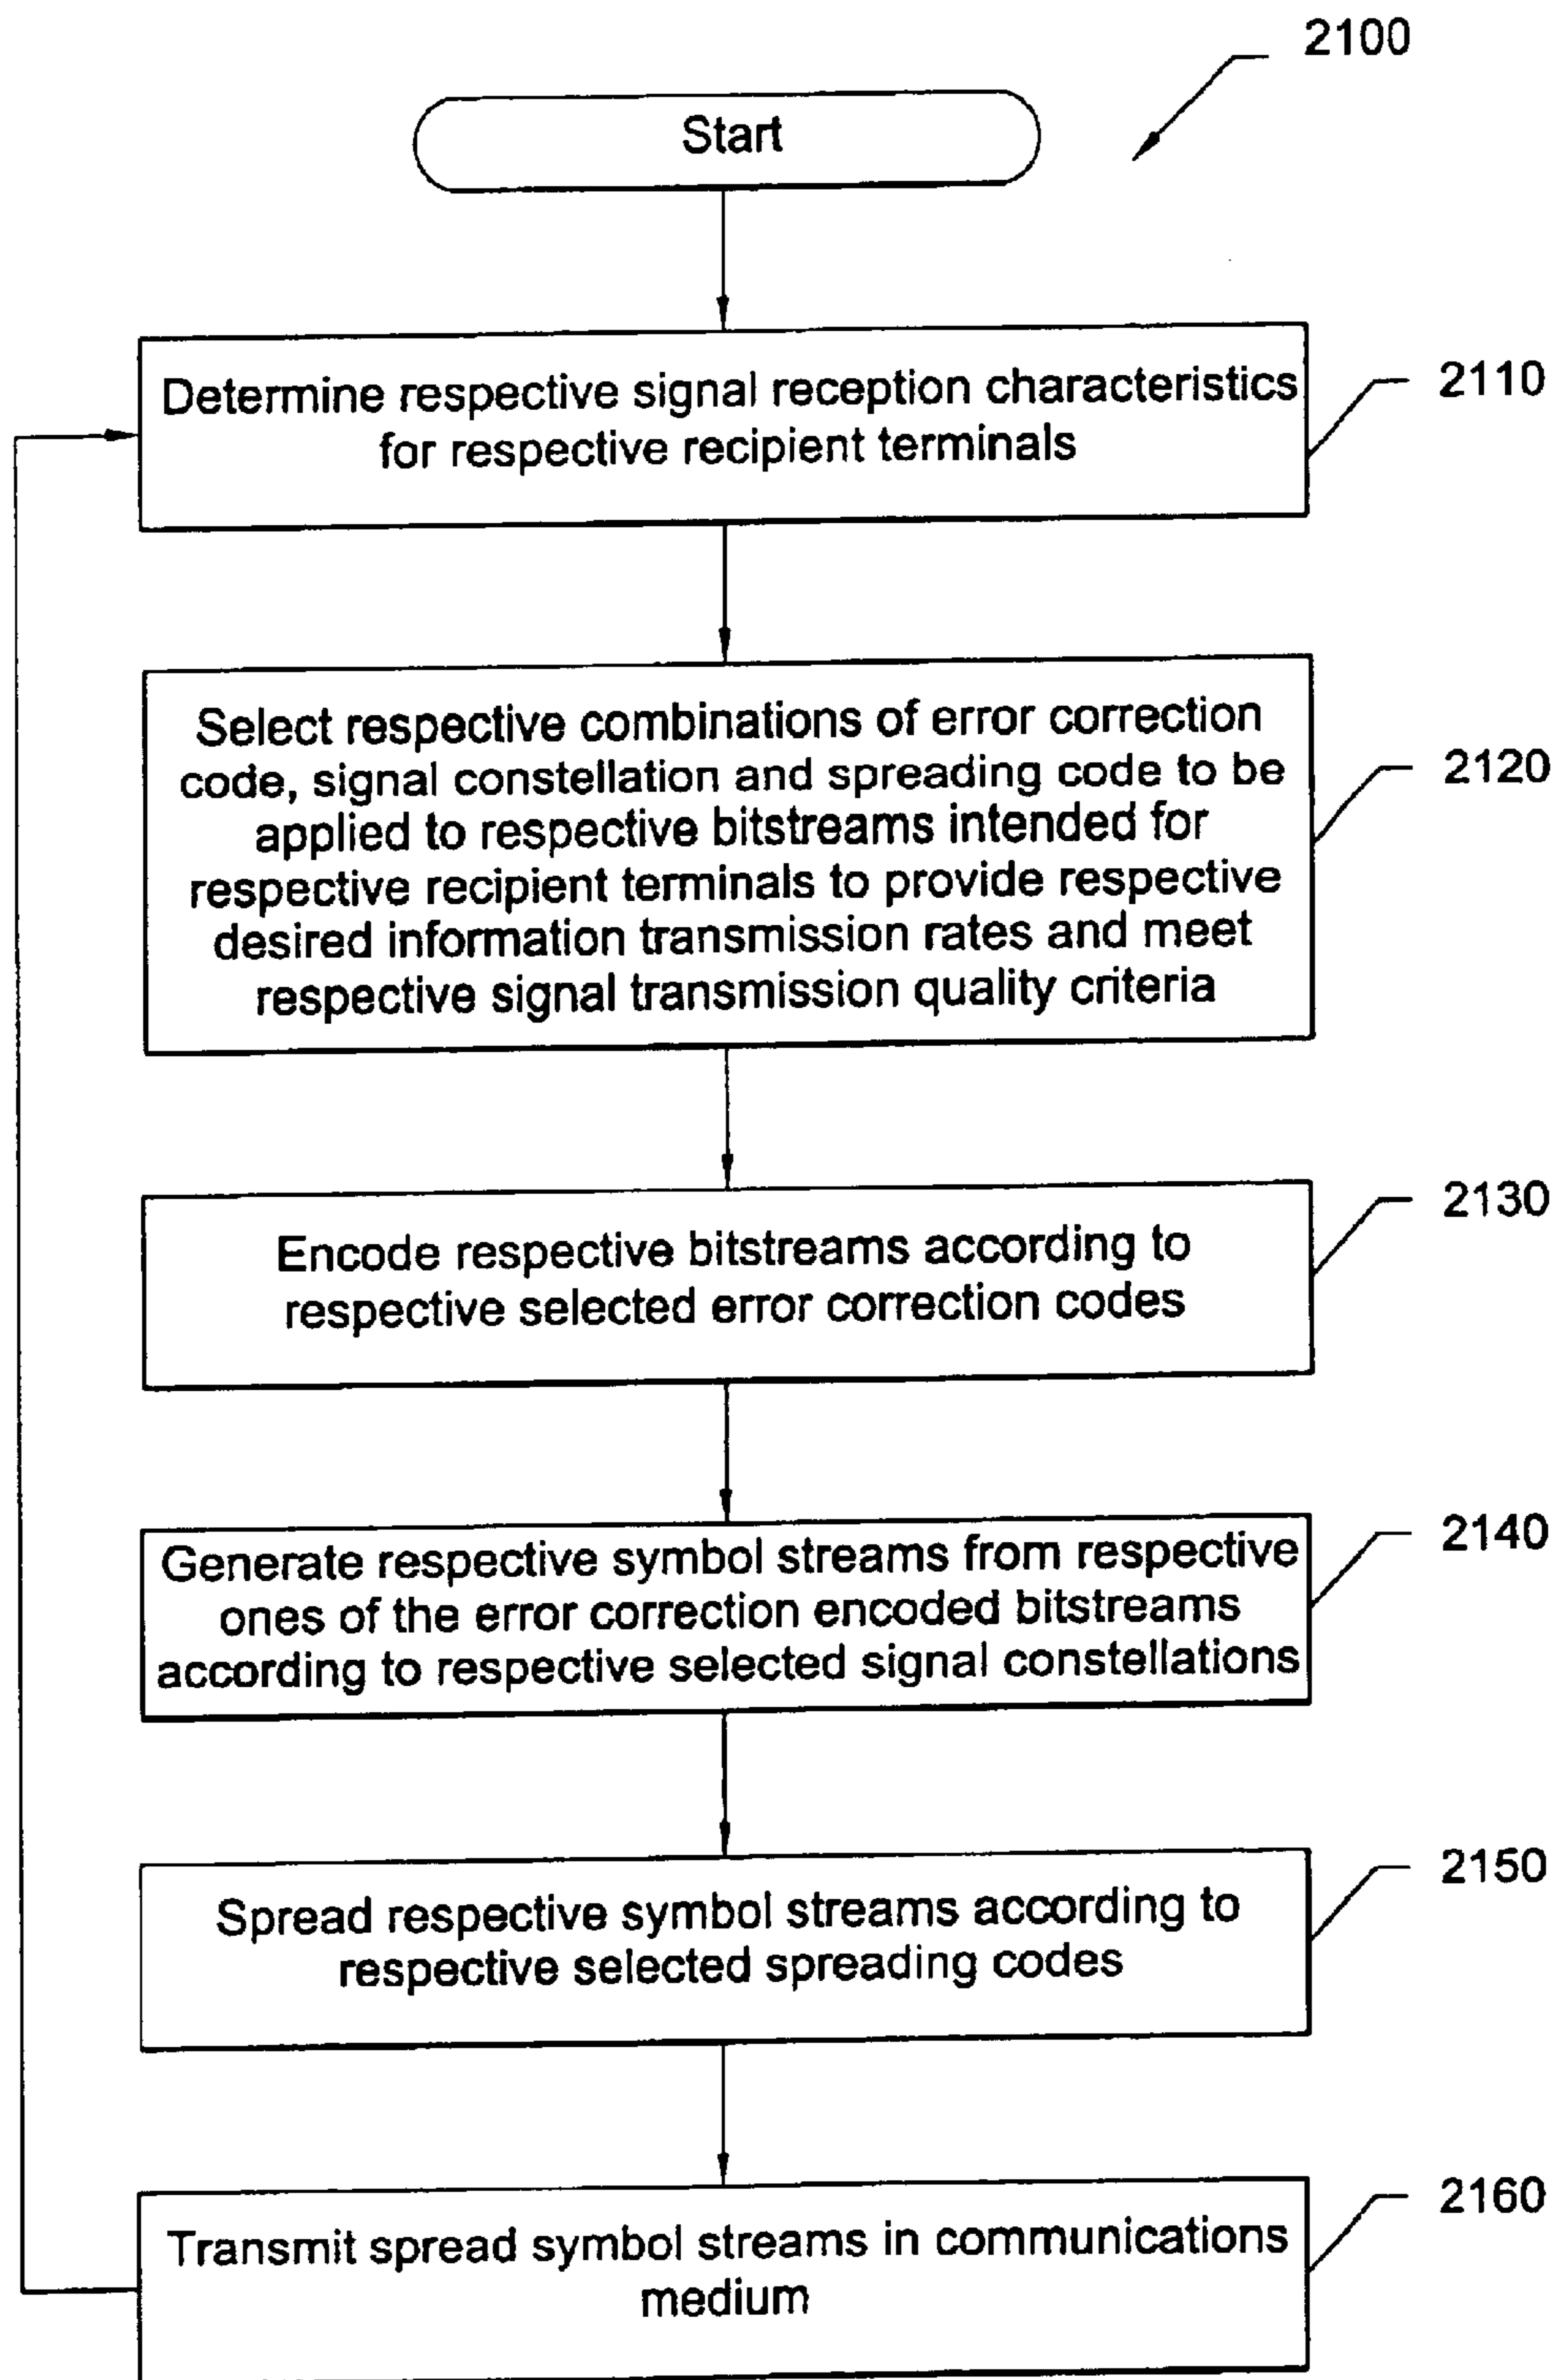 2100
Start
Determine respective signal reception characteristics
for respective recipient terminals
2110
Select respective combinations of error correction
code, signal constellation and spreading code to be
applied to respective bitstreams intended for
respective recipient terminals to provide respective
desired information transmission rates and meet
respective signal transmission quality criteria
2120
Encode respective bitstreams according to
respective selected error correction codes
2130
Generate respective symbol streams from respective
ones of the error correction encoded bitstreams
according to respective selected signal constellations
2140
Spread respective symbol streams according to
respective selected spreading codes
2150
Transmit spread symbol streams in communications
medium
2160